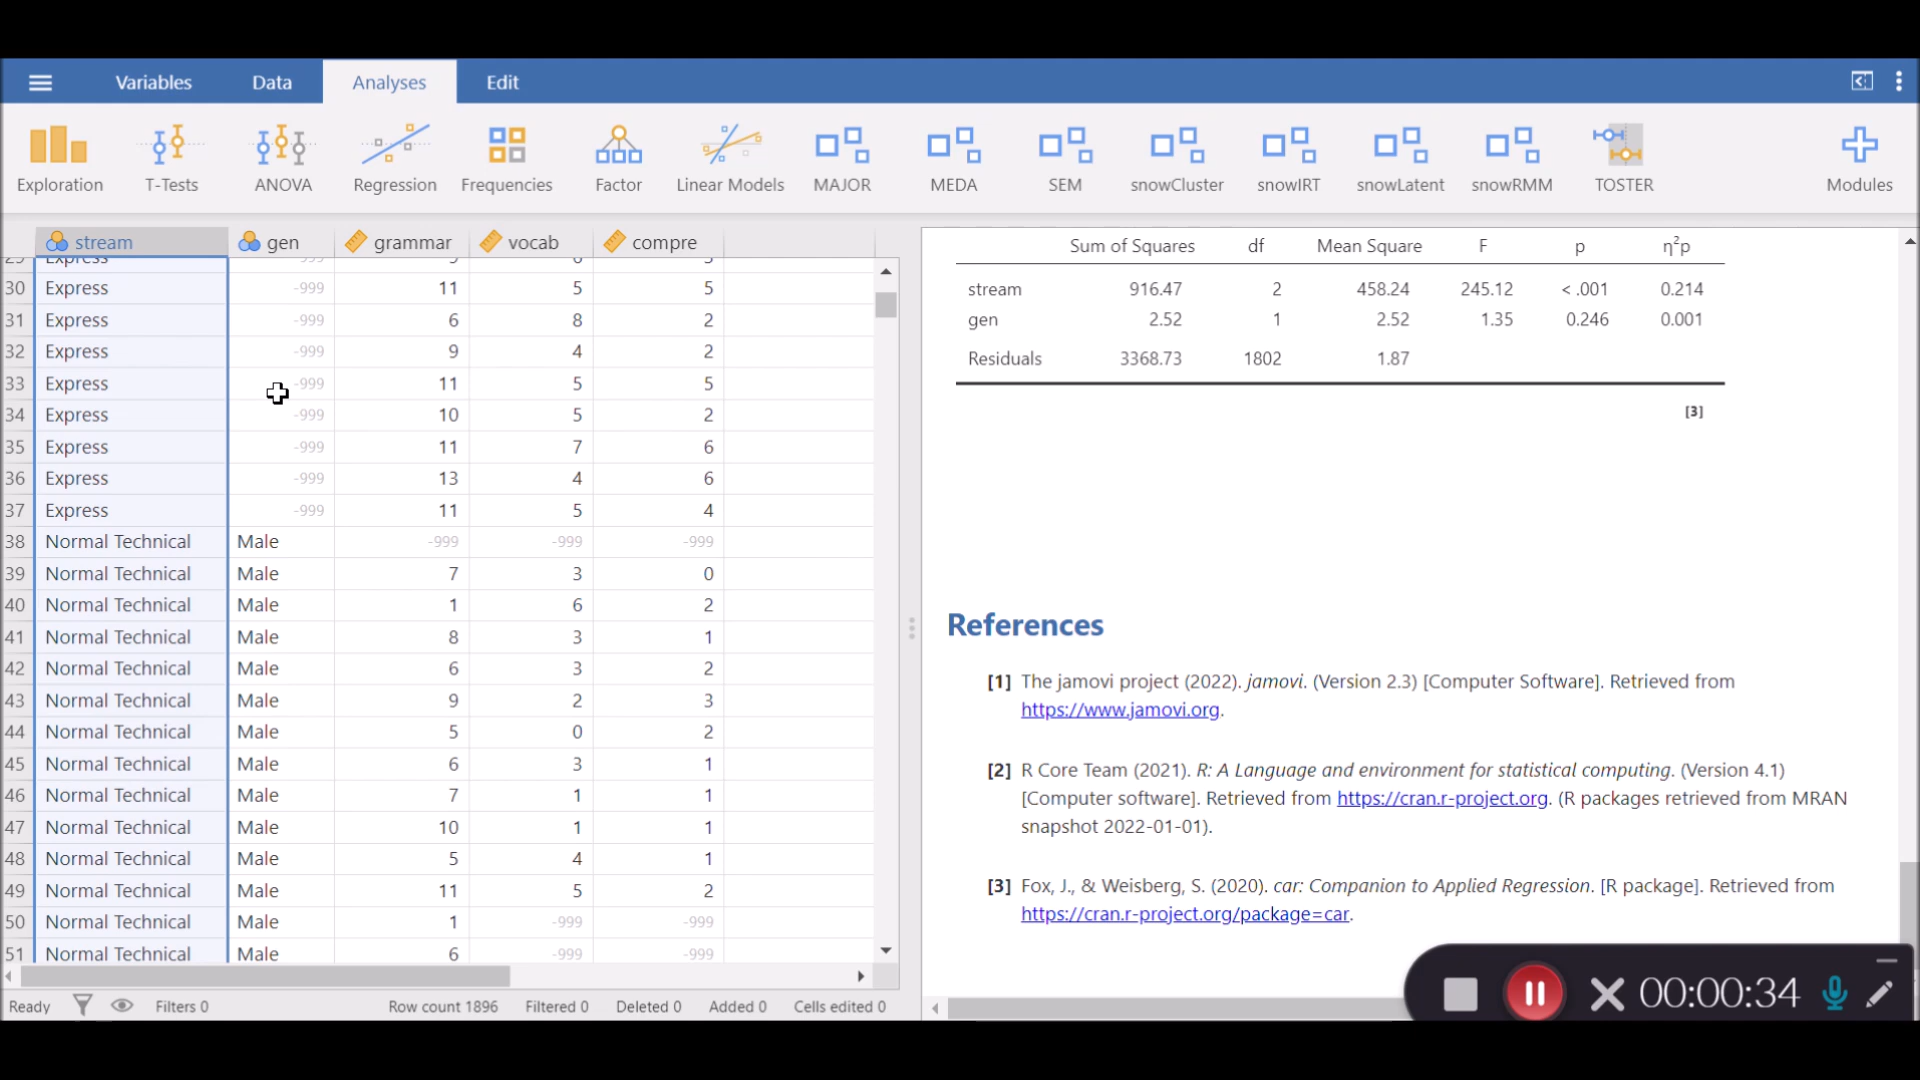 Variables Data Analyses Edit
Exploration T-Tests ANOVA Regression Frequencies Factor Linear Models MAJOR MEDA SEM snowCluster snowIRT snowLatent snowRMM TOSTER Modules
stream gen grammar vocab compre
30 Express -999 11 5 5
31 Express -999 6 8 2
32 Express -999 9 4 2
33 Express -999 11 5 5
34 Express -999 10 5 2
35 Express -999 11 7 6
36 Express -999 13 4 6
37 Express -999 11 5 4
38 Normal Technical Male -999 -999 -999
39 Normal Technical Male 7 3 0
40 Normal Technical Male 1 6 2
41 Normal Technical Male 8 3 1
42 Normal Technical Male 6 3 2
43 Normal Technical Male 9 2 3
44 Normal Technical Male 5 0 2
45 Normal Technical Male 6 3 1
46 Normal Technical Male 7 1 1
47 Normal Technical Male 10 1 1
48 Normal Technical Male 5 4 1
49 Normal Technical Male 11 5 2
50 Normal Technical Male 1 -999 -999
51 Normal Technical Male 6 -999 -999
Ready Filters 0 Row count 1896 Filtered 0 Deleted 0 Added 0 Cells edited 0
Sum of Squares df Mean Square F p η²p
stream 916.47 2 458.24 245.12 < .001 0.214
gen 2.52 1 2.52 1.35 0.246 0.001
Residuals 3368.73 1802 1.87
[3]
References
[1] The jamovi project (2022). jamovi. (Version 2.3) [Computer Software]. Retrieved from
https://www.jamovi.org.
[2] R Core Team (2021). R: A Language and environment for statistical computing. (Version 4.1)
[Computer software]. Retrieved from https://cran.r-project.org. (R packages retrieved from MRAN
snapshot 2022-01-01).
[3] Fox, J., & Weisberg, S. (2020). car: Companion to Applied Regression. [R package]. Retrieved from
https://cran.r-project.org/package=car.
00:00:34